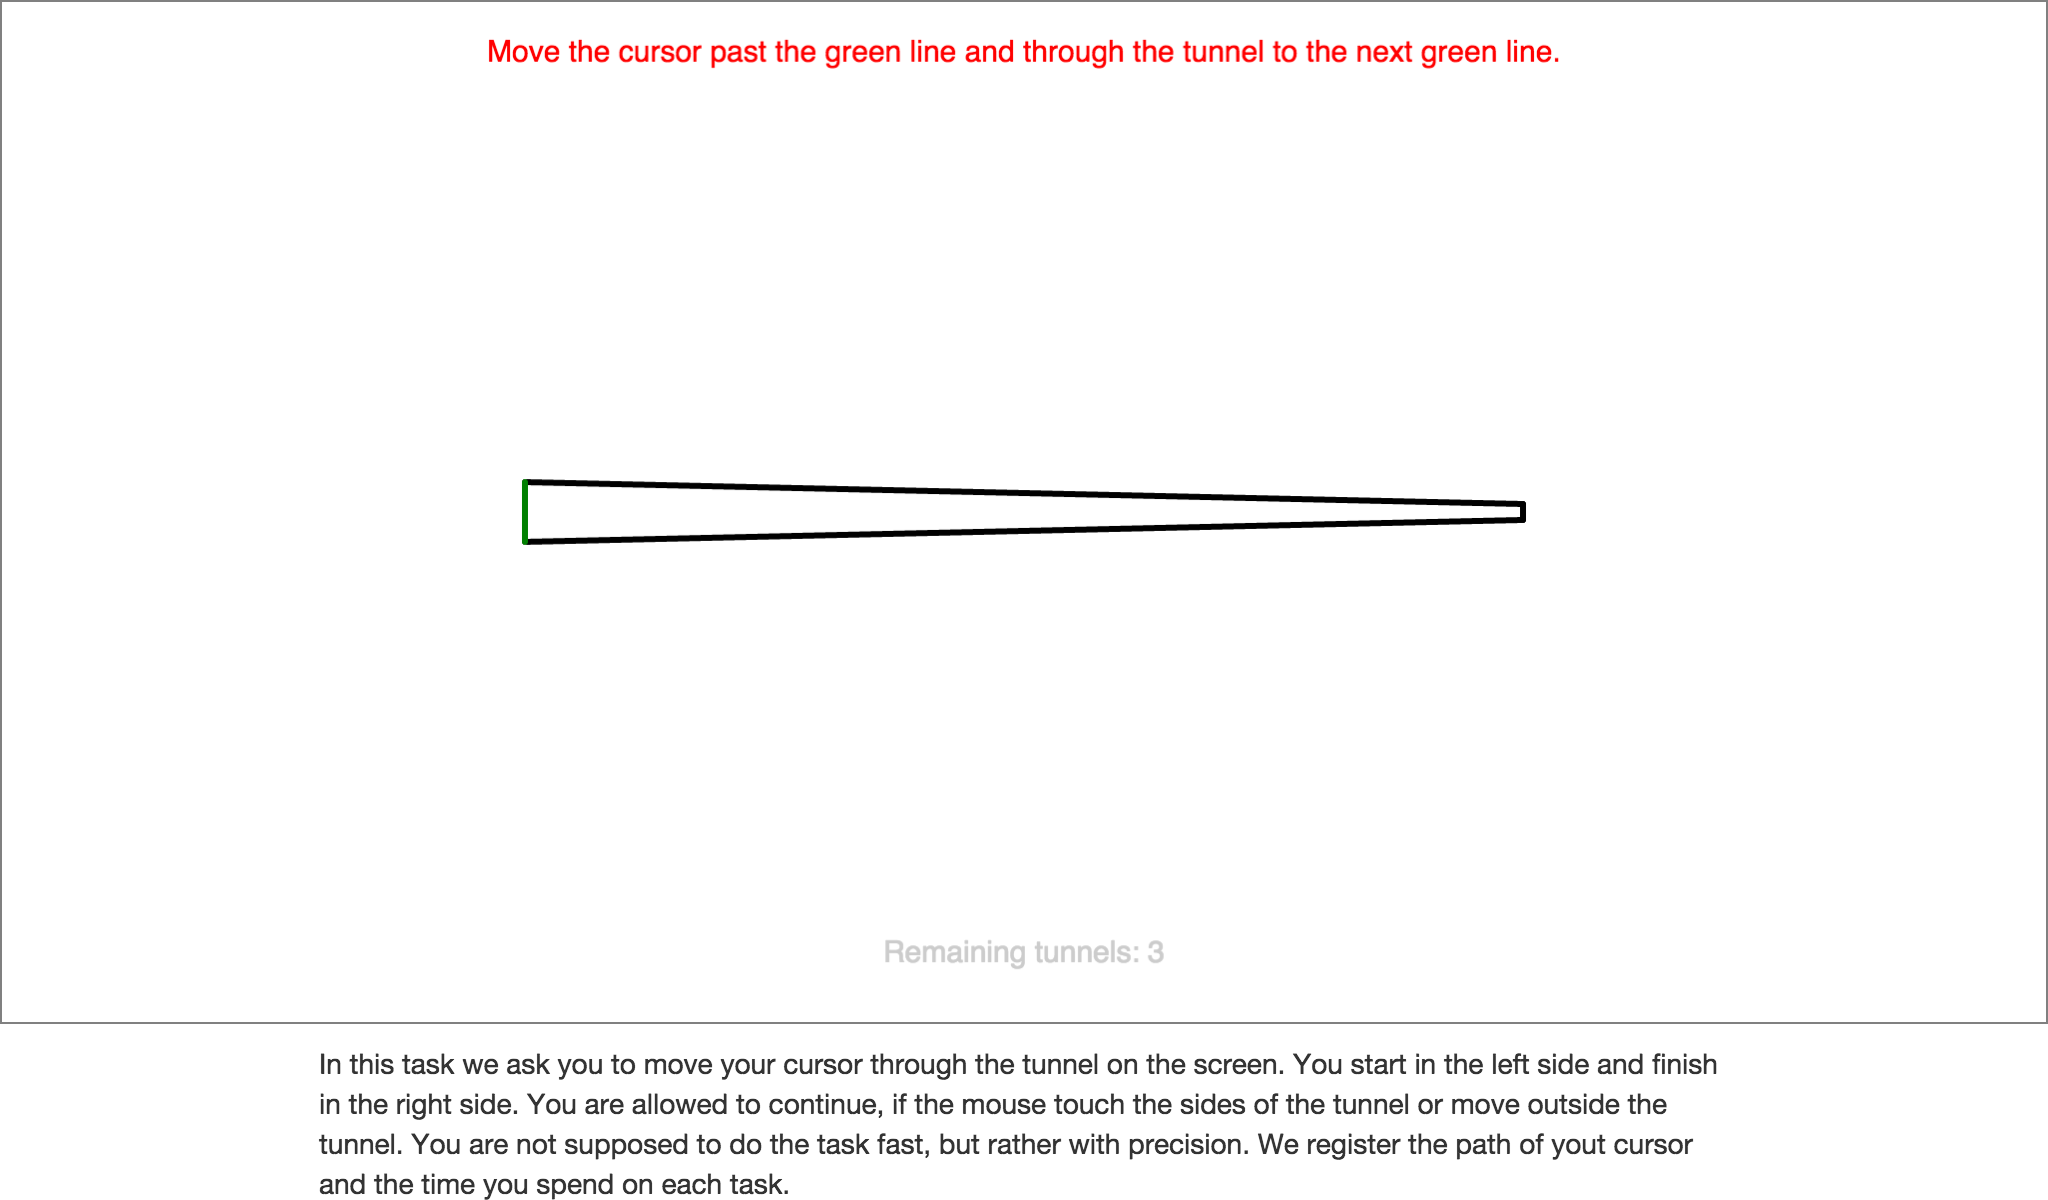 Move the cursor past the green line and through the tunnel to the next green line.
Remaining tunnels: 3
In this task we ask you to move your cursor through the tunnel on the screen. You start in the left side and finish
in the right side. You are allowed to continue, if the mouse touch the sides of the tunnel or move outside the
tunnel. You are not supposed to do the task fast, but rather with precision. We register the path of yout cursor
and the time you spend on each task.